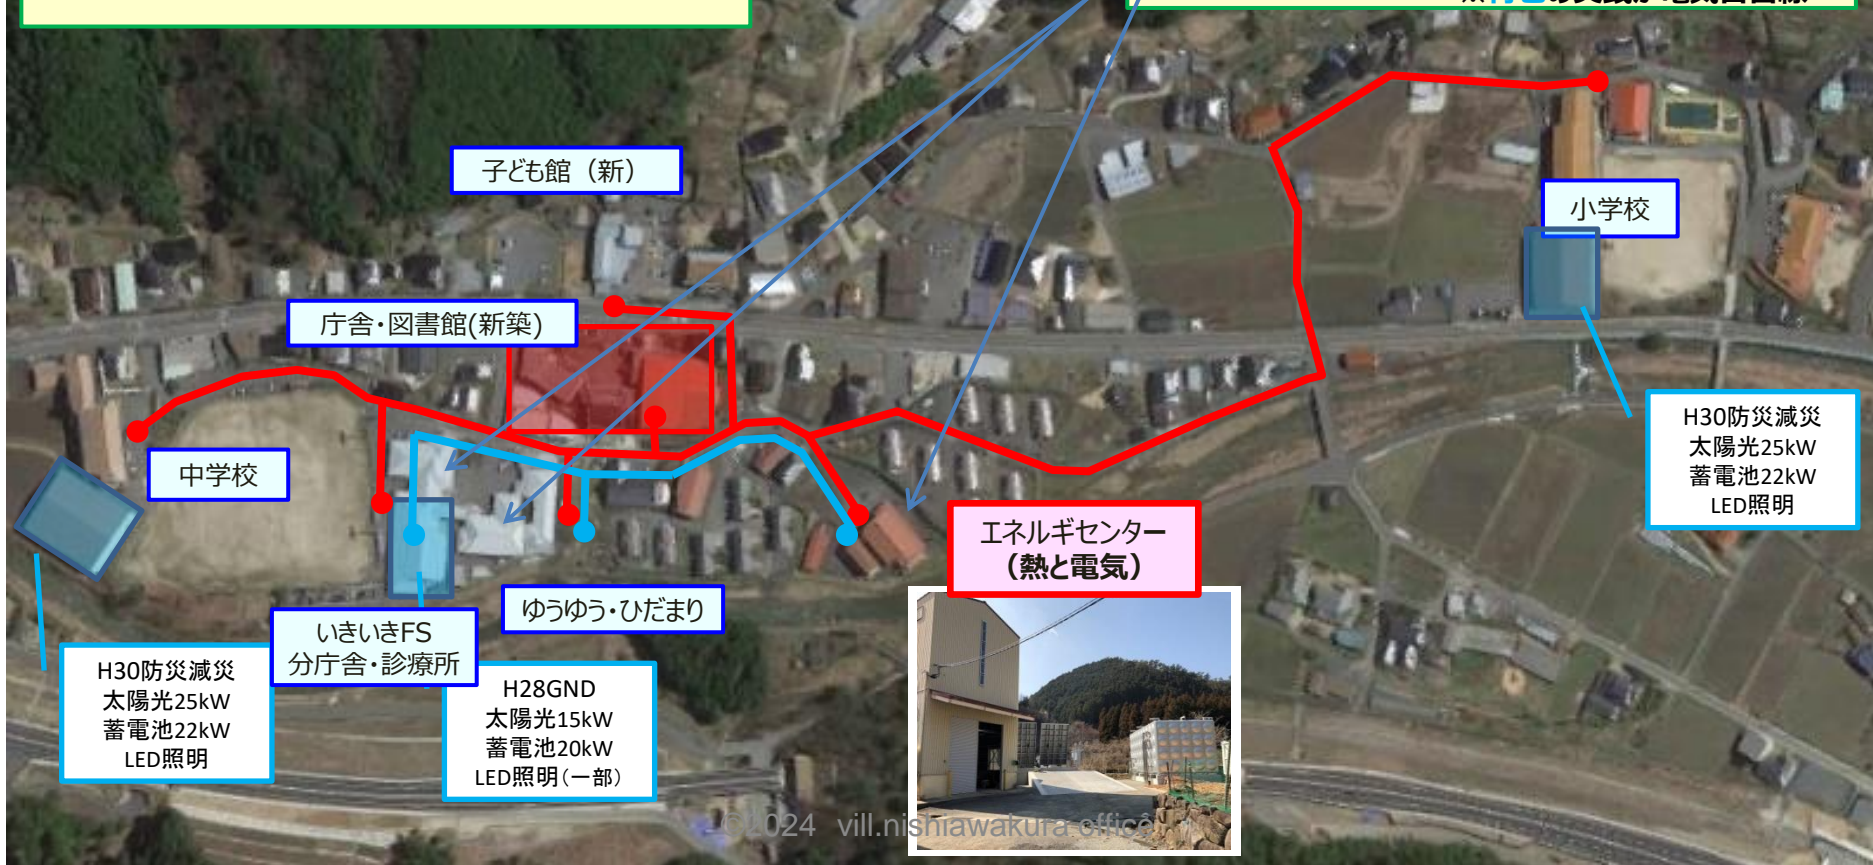 子ども館（新）
小学校
庁舎・図書館(新築)
中学校
H30防災減災
太陽光25kW
蓄電池22kW
LED照明
エネルギセンター
（熱と電気）
ゆうゆう・ひだまり
いきいきFS
分庁舎・診療所
H30防災減災
太陽光25kW
蓄電池22kW
LED照明
H28GND
太陽光15kW
蓄電池20kW
LED照明（一部）
©2024 vill.nishiawakura office